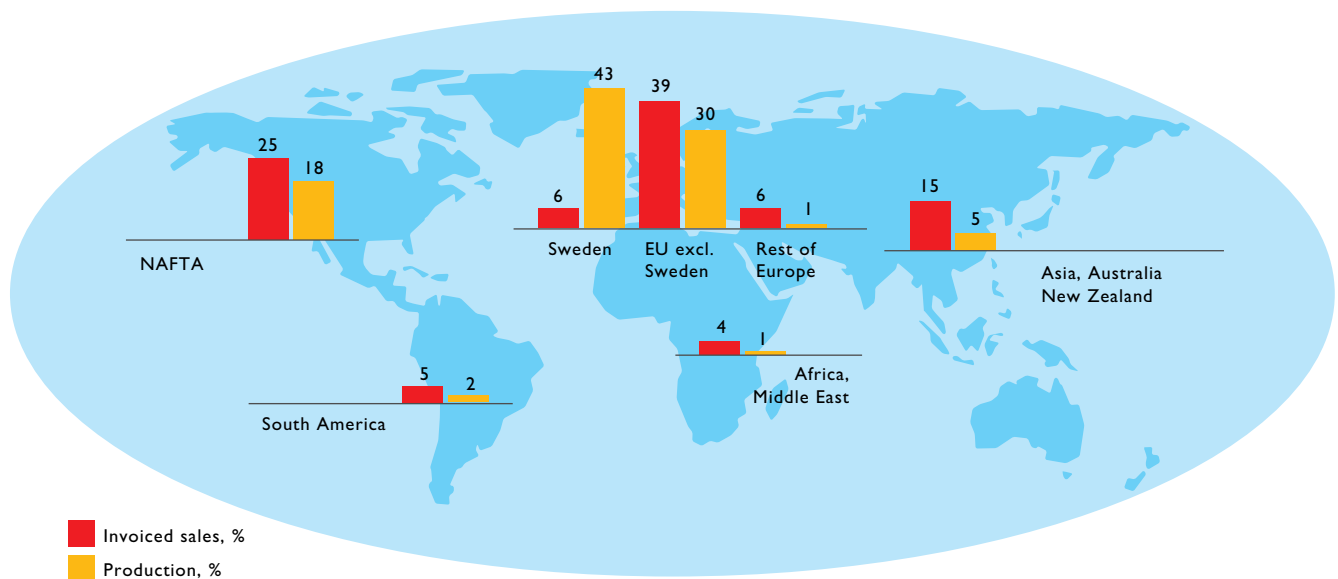 43
39
30
25
18
6
6
1
15
5
Sweden
EU excl.
Sweden
Rest of
Europe
NAFTA
Asia, Australia
New Zealand
4
1
Africa,
Middle East
5
2
South America
Invoiced sales, %
Production, %